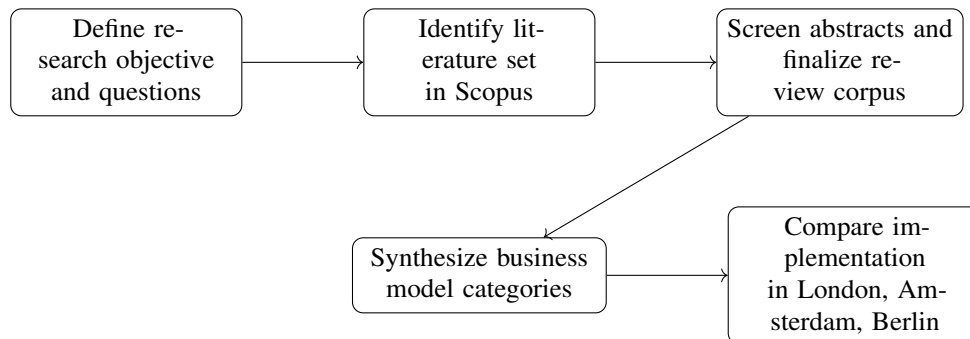 Define re-
search objective
and questions
Identify lit-
erature set
in Scopus
Screen abstracts and
finalize re-
view corpus
Synthesize business
model categories
Compare im-
plementation
in London, Am-
sterdam, Berlin